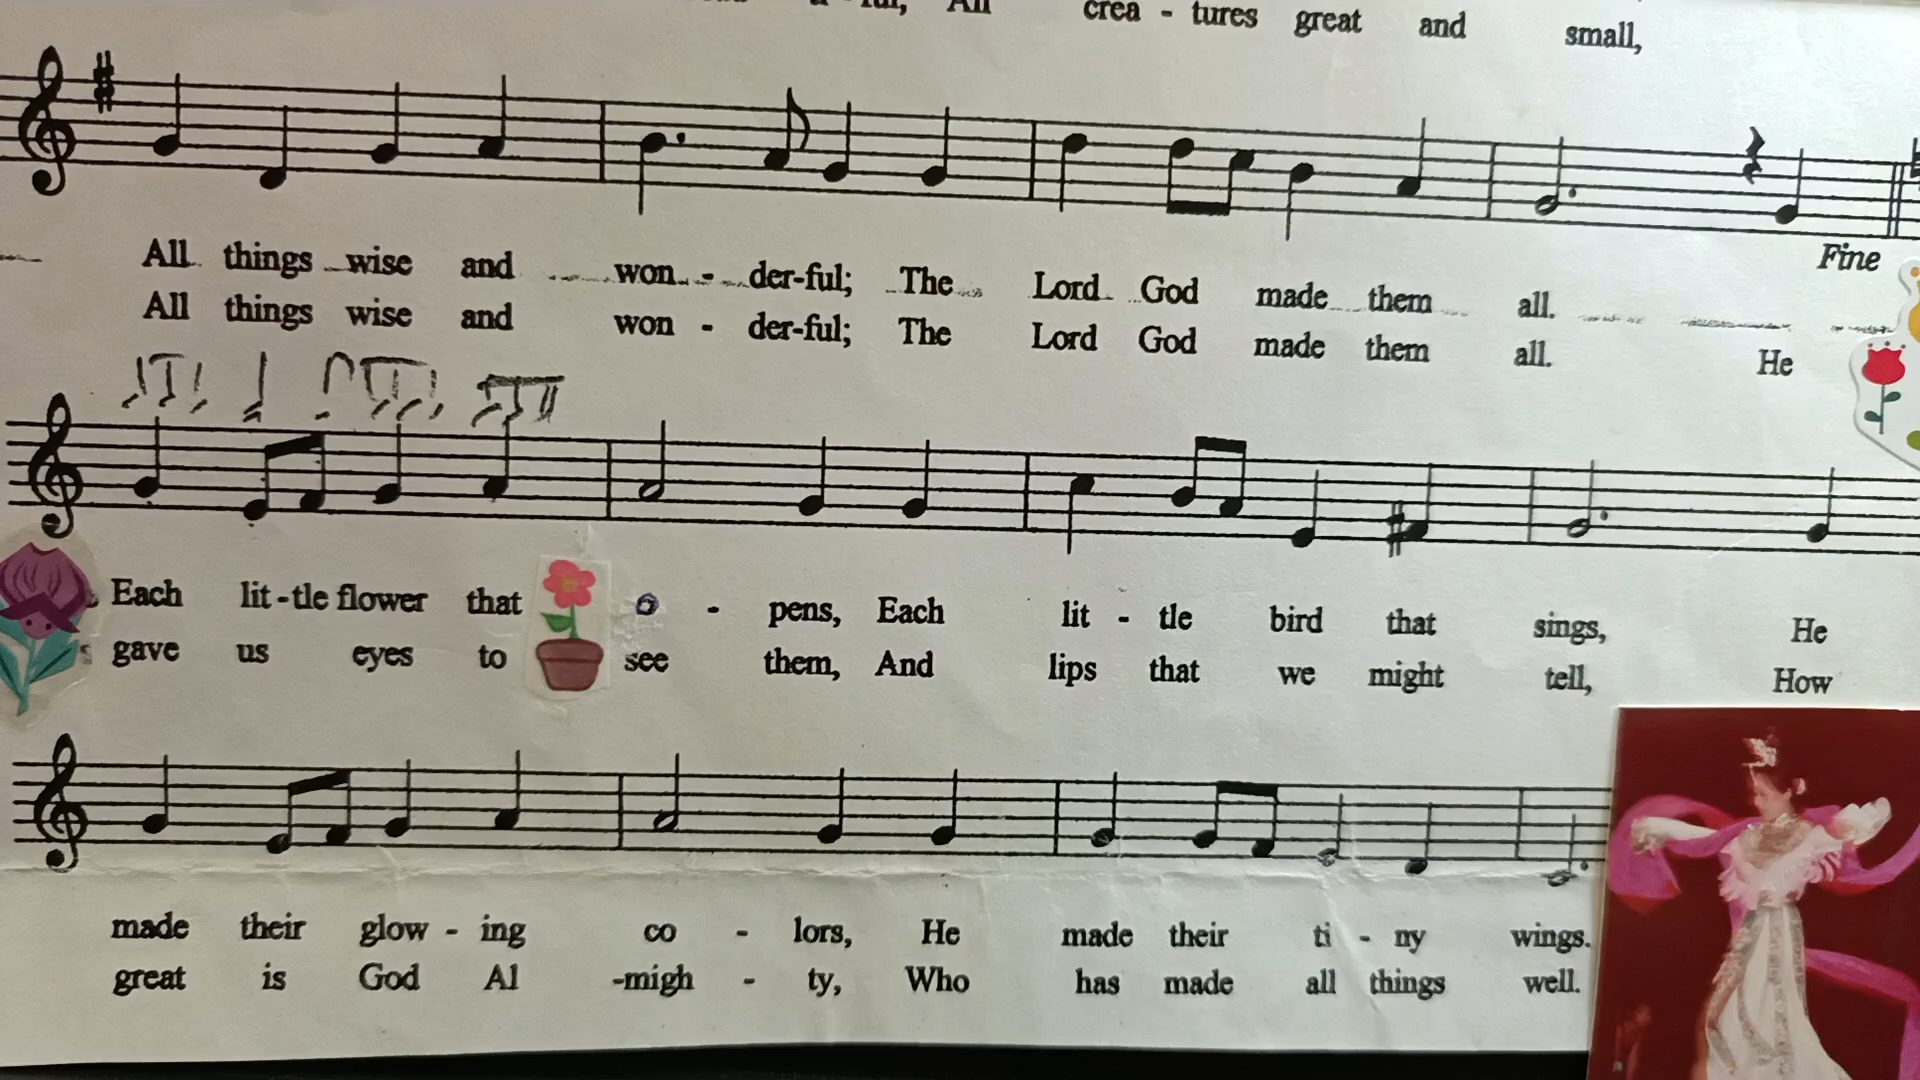 All crea - tures great and small,
All things wise and won - der-ful; The Lord God made them all.
Fine
All things wise and won - der-ful; The Lord God made them all. He
Each lit - tle flower that o - pens, Each lit - tle bird that sings, He
gave us eyes to see them, And lips that we might tell, How
made their glow - ing co - lors, He made their ti - ny wings.
great is God Al -migh - ty, Who has made all things well.